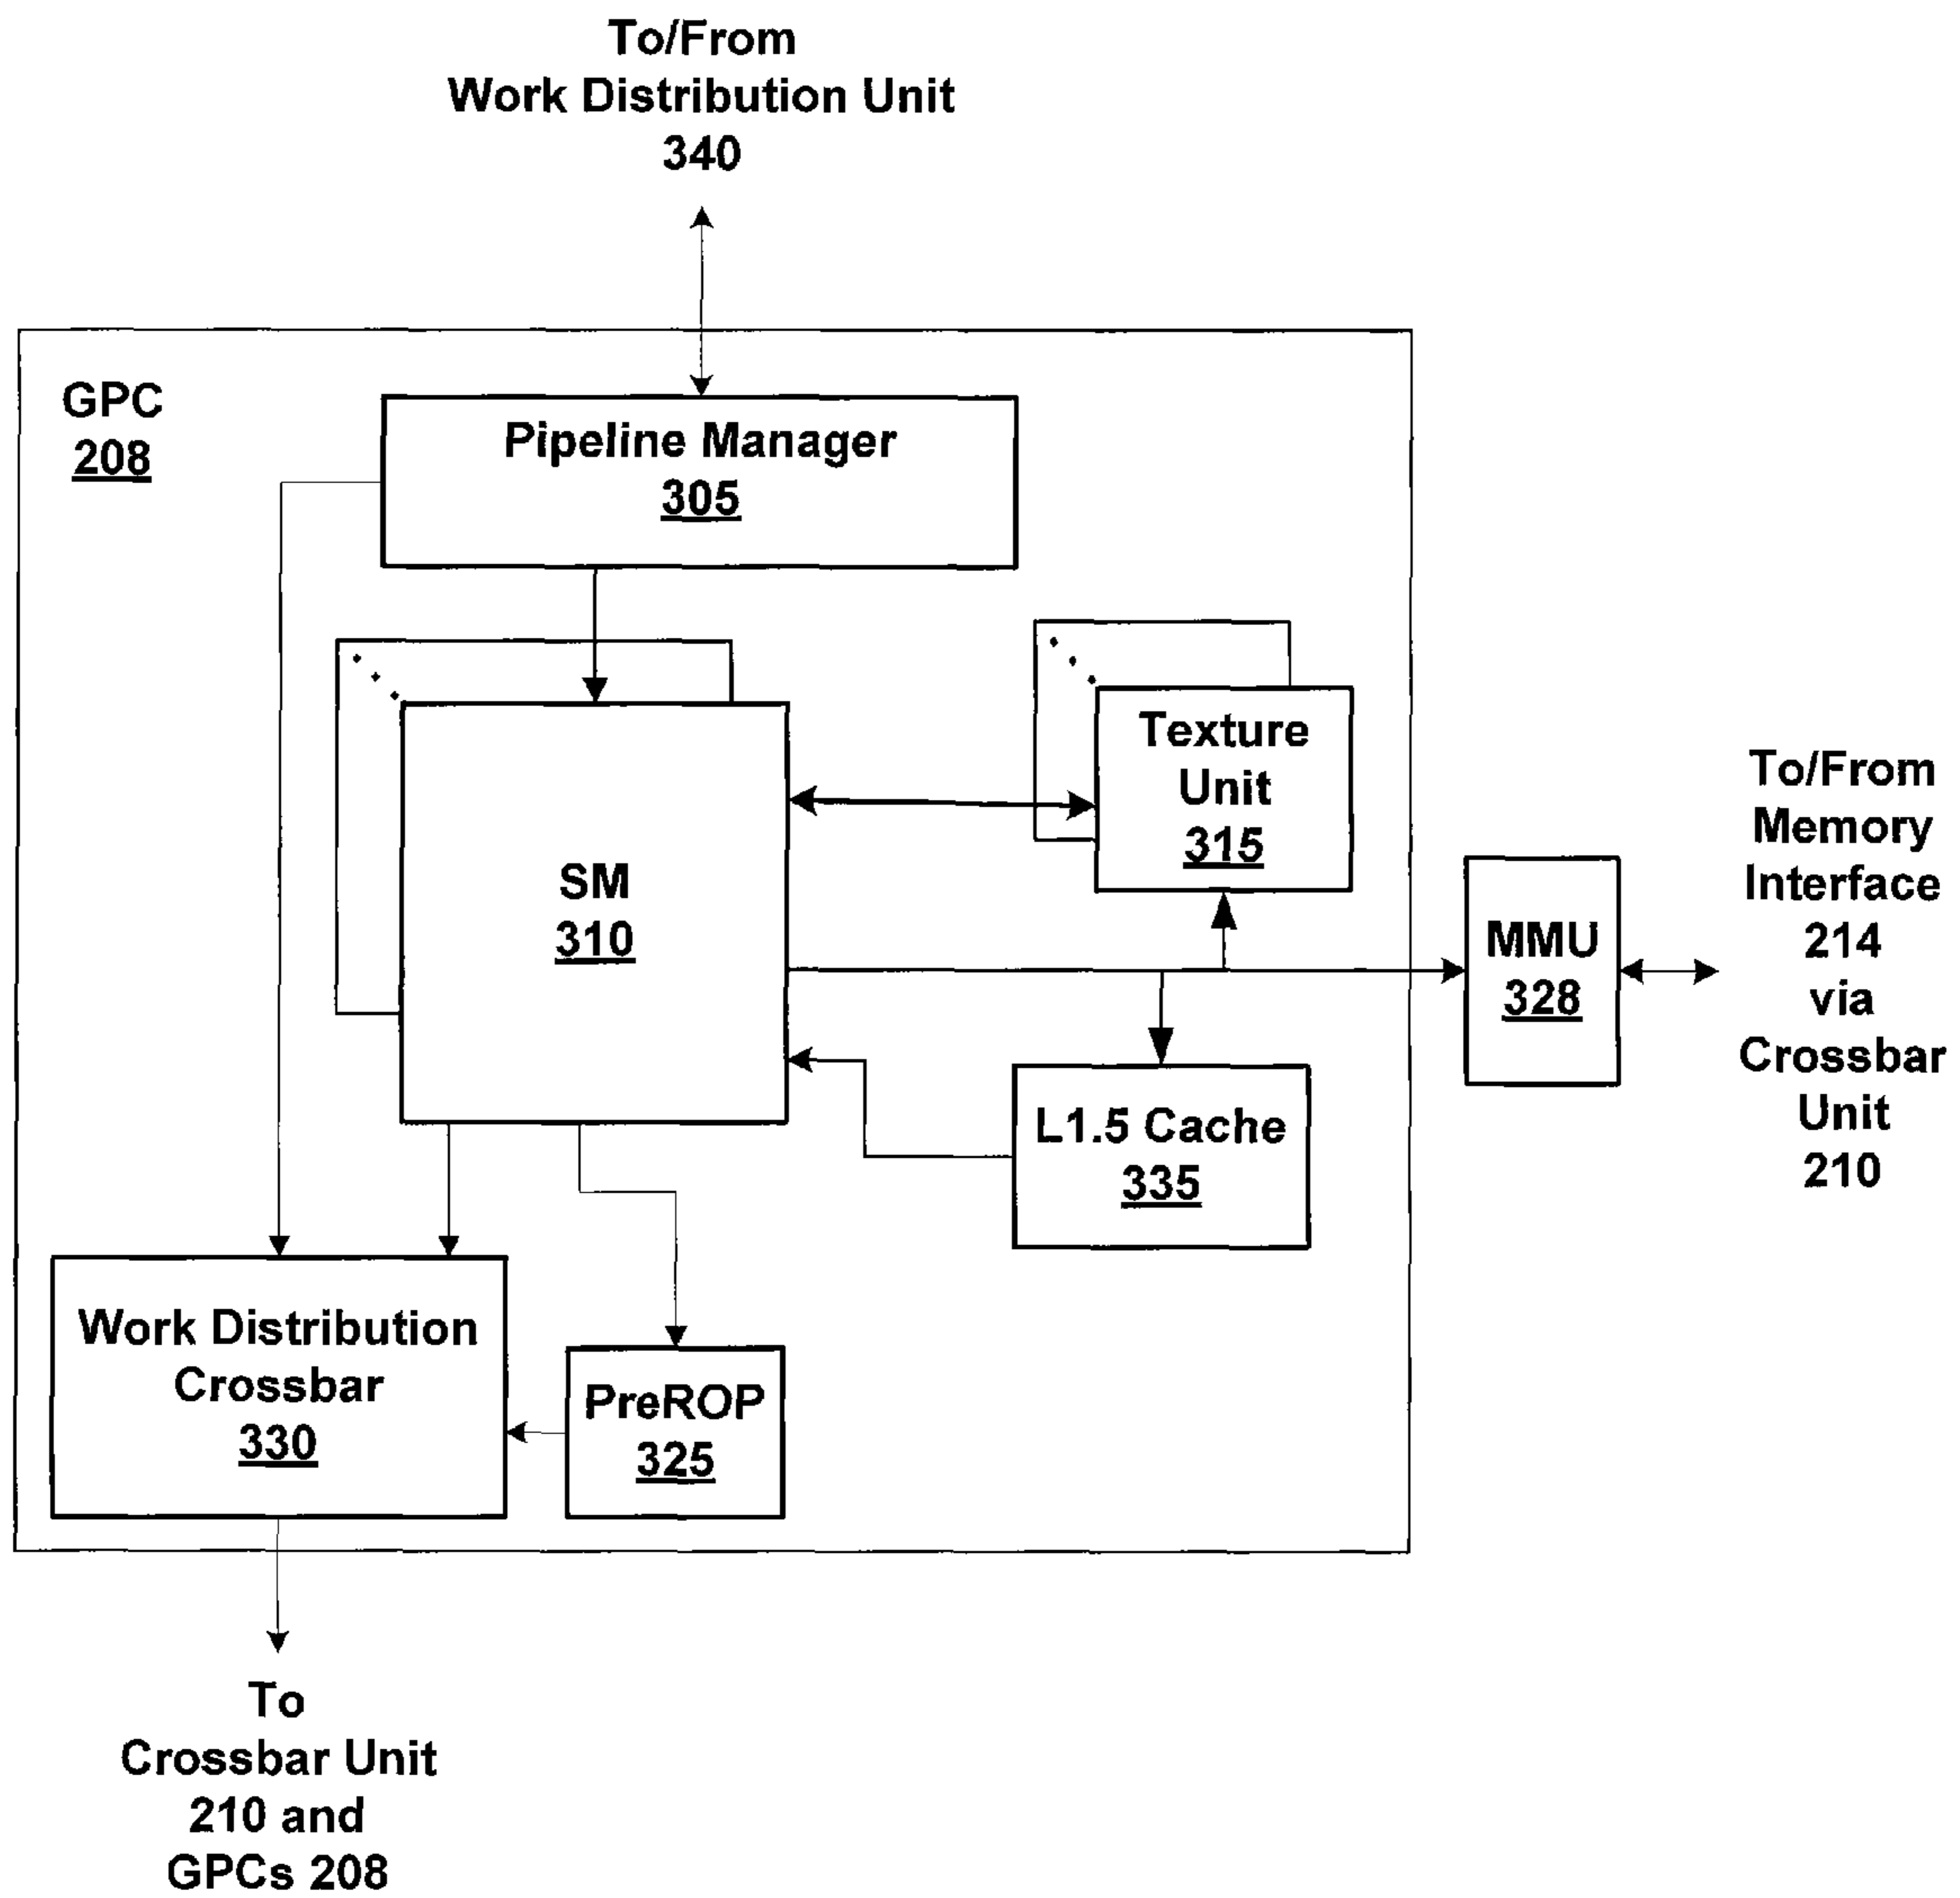 To/From
Work Distribution Unit
340
GPC
208
Pipeline Manager
305
Texture
Unit
315
SM
310
MMU
328
To/From
Memory
Interface
214
via
Crossbar
Unit
210
L1.5 Cache
335
Work Distribution
Crossbar
330
PreROP
325
To
Crossbar Unit
210 and
GPCs 208